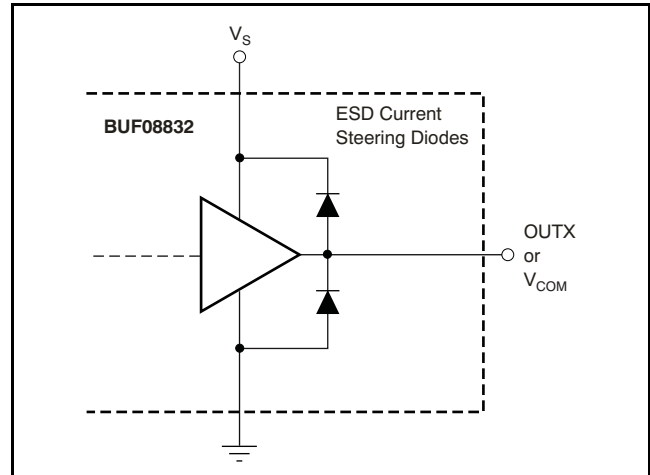 V_S
BUF08832
ESD Current
Steering Diodes
OUTX
or
V_COM